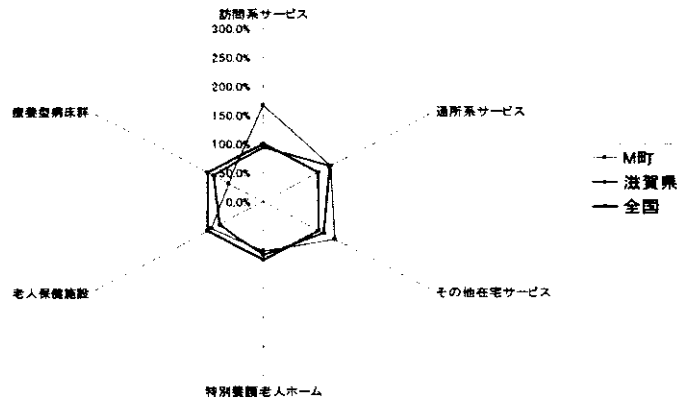 訪問系サービス
300.0%
250.0%
200.0%
150.0%
100.0%
50.0%
0.0%
通所系サービス
その他在宅サービス
特別養護老人ホーム
老人保健施設
療養型病床群
M町
滋賀県
全国